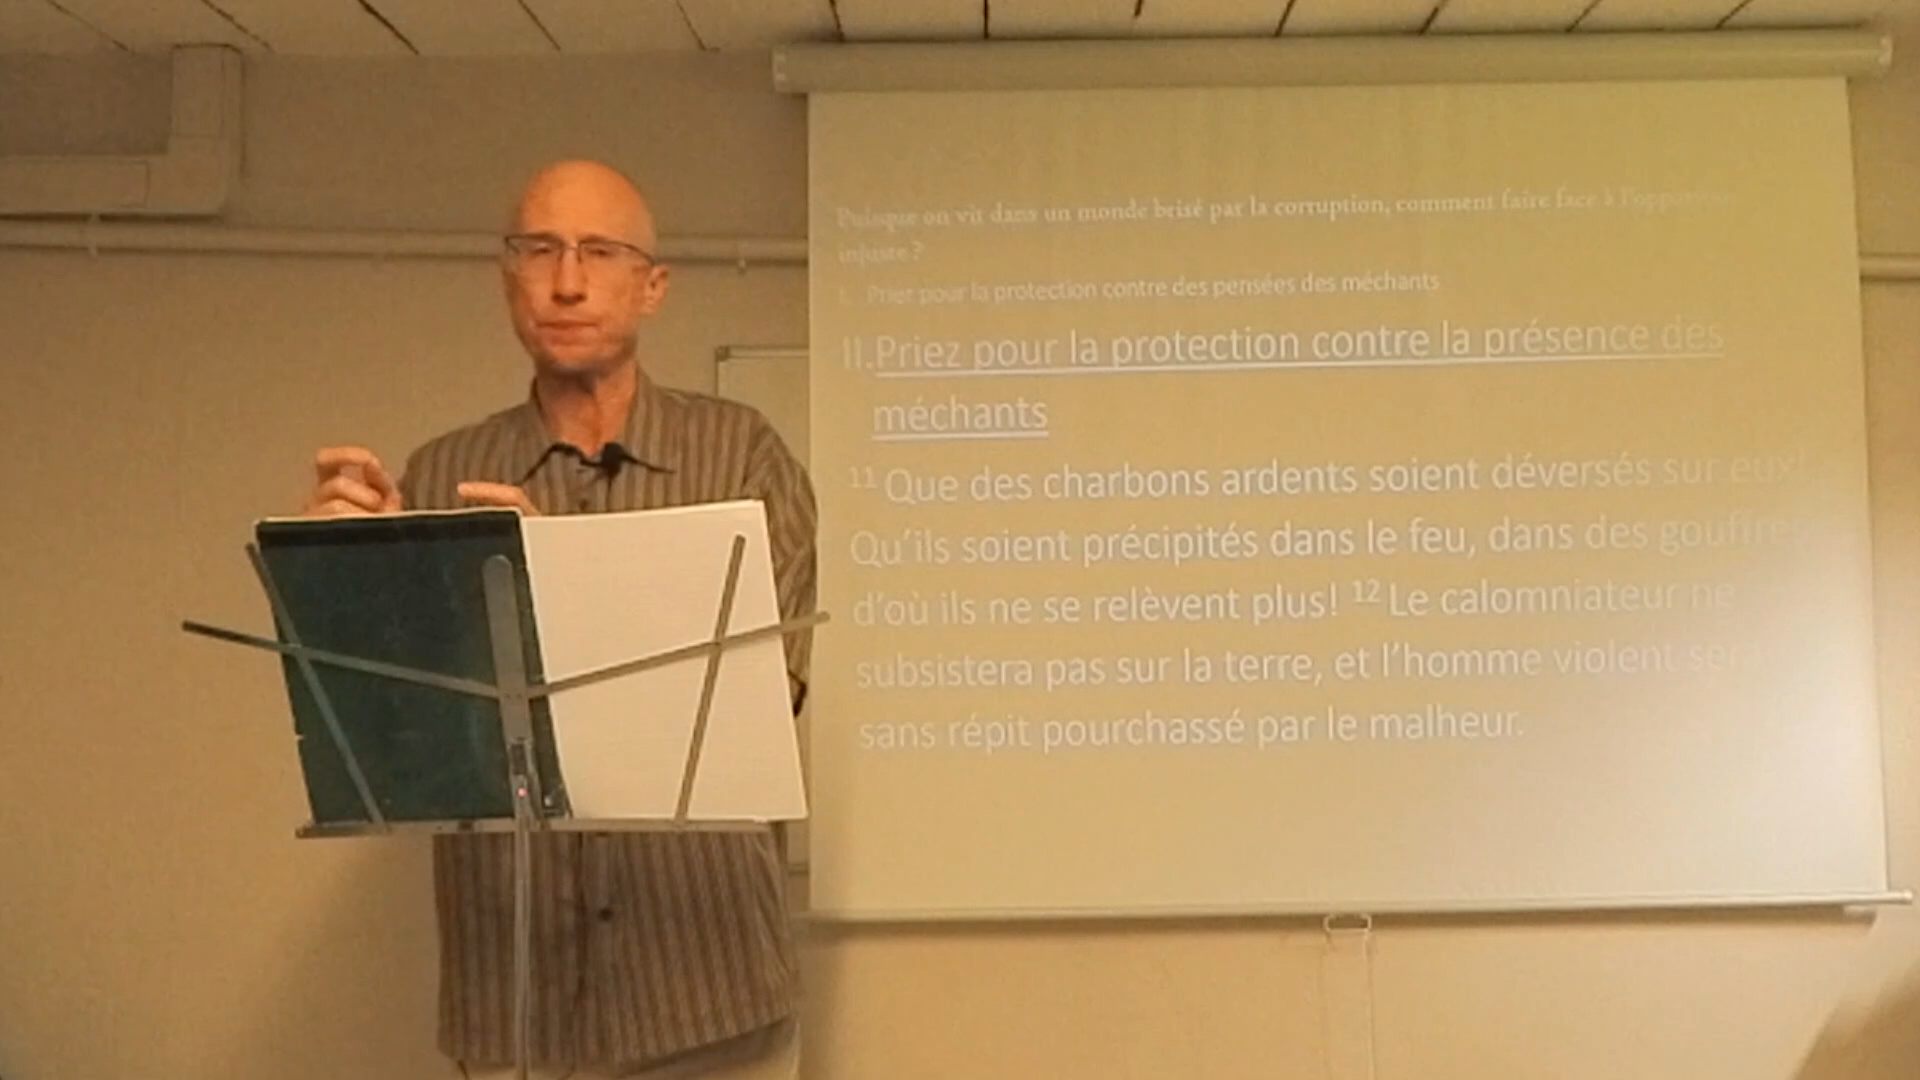 Puisque on vit dans un monde brisé par la corruption, comment faire face à
injuste ?
I. Prier pour la protection contre des pensées des méchants
II. Priez pour la protection contre la présence des
méchants
11 Que des charbons ardents soient déversés sur eux!
Qu’ils soient précipités dans le feu, dans des gouffres
d’où ils ne se relèvent plus! 12 Le calomniateur ne
subsistera pas sur la terre, et l’homme violent
sans répit pourchassé par le malheur.